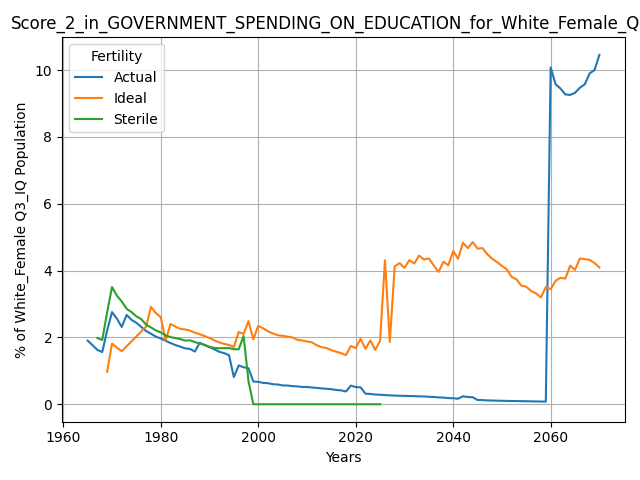 Score_2_in_GOVERNMENT_SPENDING_ON_EDUCATION_for_White_Female_Q
Fertility
Actual
Ideal
Sterile
% of White_Female Q3_IQ Population
10
8
6
4
2
0
1960 1980 2000 2020 2040 2060
Years